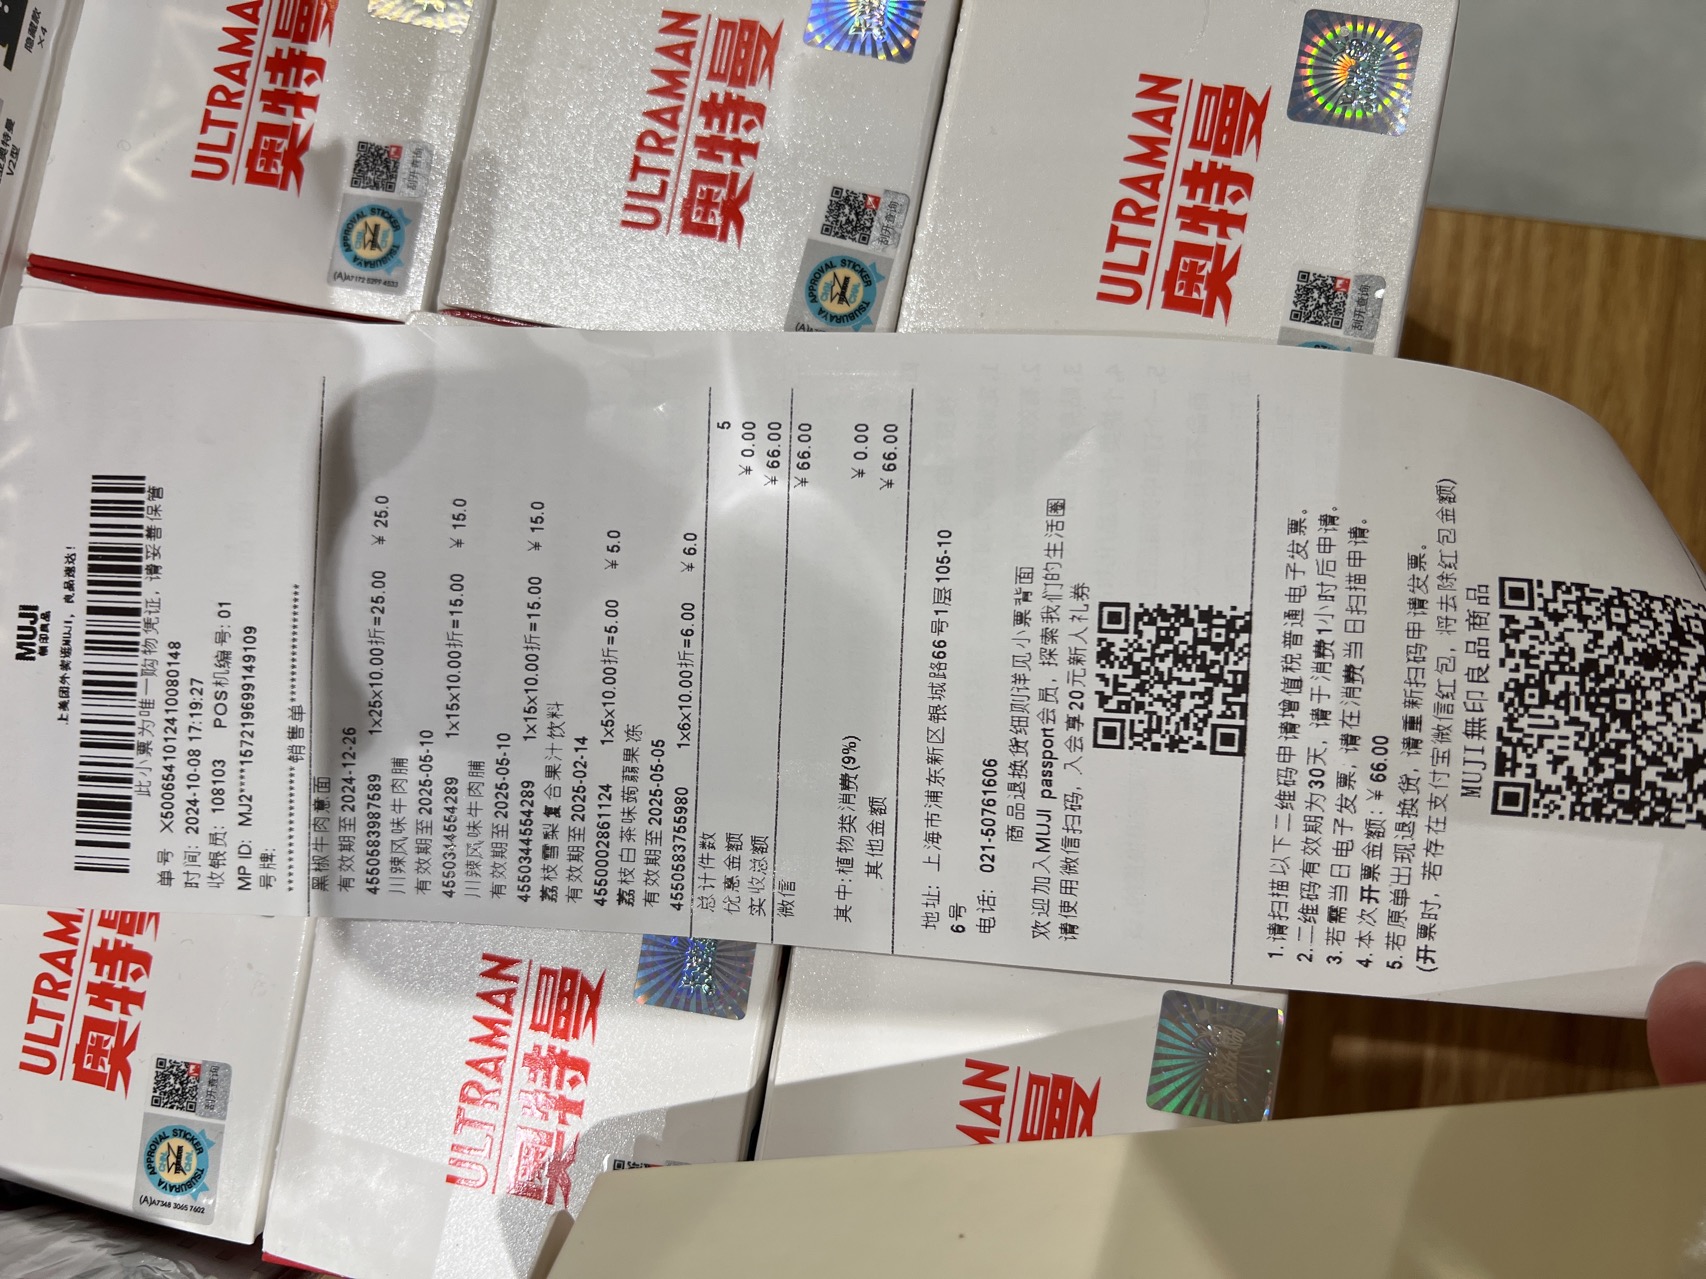 MUJI
無印良品
上美团外卖逛MUJI，商品速达!
此小票为唯一购物凭证，请妥善保管
单号 X5006541012410080148
时间: 2024-10-08 17:19:27
收银员: 108103 POS机编号: 01
MP ID: MJ2****157219699149109
号牌:
销售单
黑椒牛肉意面
有效期至 2024-12-26
4550583987589 1x25x10.00折=25.00 ￥ 25.0
川辣风味牛肉脯
有效期至 2025-05-10
4550344554289 1x15x10.00折=15.00 ￥ 15.0
川辣风味牛肉脯
有效期至 2025-05-10
4550344554289 1x15x10.00折=15.00 ￥ 15.0
荔枝雪梨复合果汁饮料
有效期至 2025-02-14
4550002861124 1x5x10.00折=5.00 ￥ 5.0
荔枝白茶味蒟蒻果冻
有效期至 2025-05-05
4550583755980 1x6x10.00折=6.00 ￥ 6.0
总计件数 5
优惠金额 ￥ 0.00
实收总额 ￥ 66.00
微信 ￥ 66.00
其中:植物类消费(9%) ￥ 0.00
其他金额 ￥ 66.00
地址: 上海市浦东新区银城路66号1层105-10
6号
电话: 021-50761606
商品退换货细则详见小票背面
欢迎加入MUJI passport会员，探索我们的生活圈
请使用微信扫码，入会享20元新人礼券
1.请扫描以下二维码申请增值税普通电子发票。
2.二维码有效期为30天，请于消费1小时后申请。
3.若需当日电子发票，请在消费当日扫描申请。
4.本次开票金额: ￥66.00
5.若原单出现退换货，请重新扫码申请发票。
(开票时，若存在支付宝微信红包，将去除红包金额)
MUJI無印良品商品
ULTRAMA
奥特曼
刮开查询
APPROVAL STICKER
TSUBURAYA
(A)A7172 0299 4533
ULTRAMAN
奥特曼
刮开查询
APPROVAL STICKER
TSUBURAYA
ULTRAMAN
奥特曼
刮开查询
ULTRAM
奥特曼
刮开查询
APPROVAL STICKER
TSUBURAYA
(A)A7348 3065 7602
ULTRAMAN
奥特曼
MAN
曼
隐藏款
X4
V2型